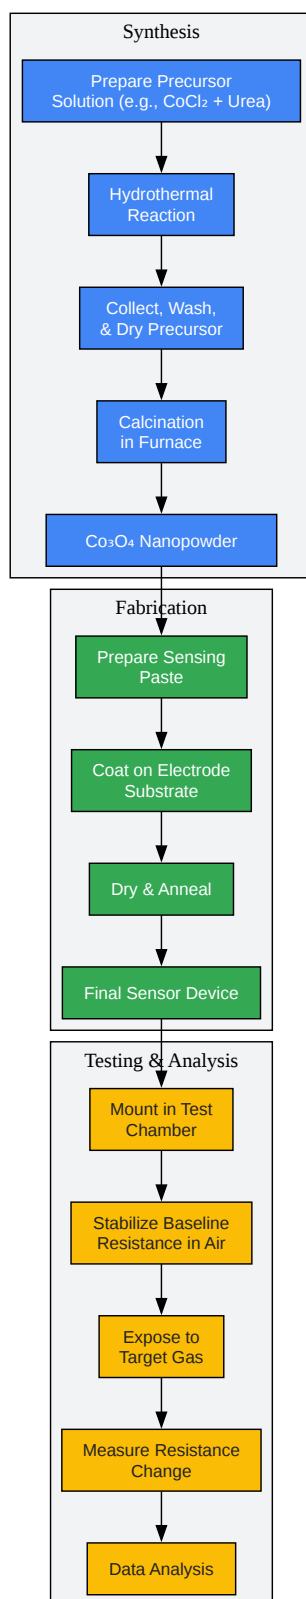 Synthesis
Prepare Precursor
Solution (e.g., CoCl₂ + Urea)
Hydrothermal
Reaction
Collect, Wash,
& Dry Precursor
Calcination
in Furnace
Co₃O₄ Nanopowder
Fabrication
Prepare Sensing
Paste
Coat on Electrode
Substrate
Dry & Anneal
Final Sensor Device
Testing & Analysis
Mount in Test
Chamber
Stabilize Baseline
Resistance in Air
Expose to
Target Gas
Measure Resistance
Change
Data Analysis